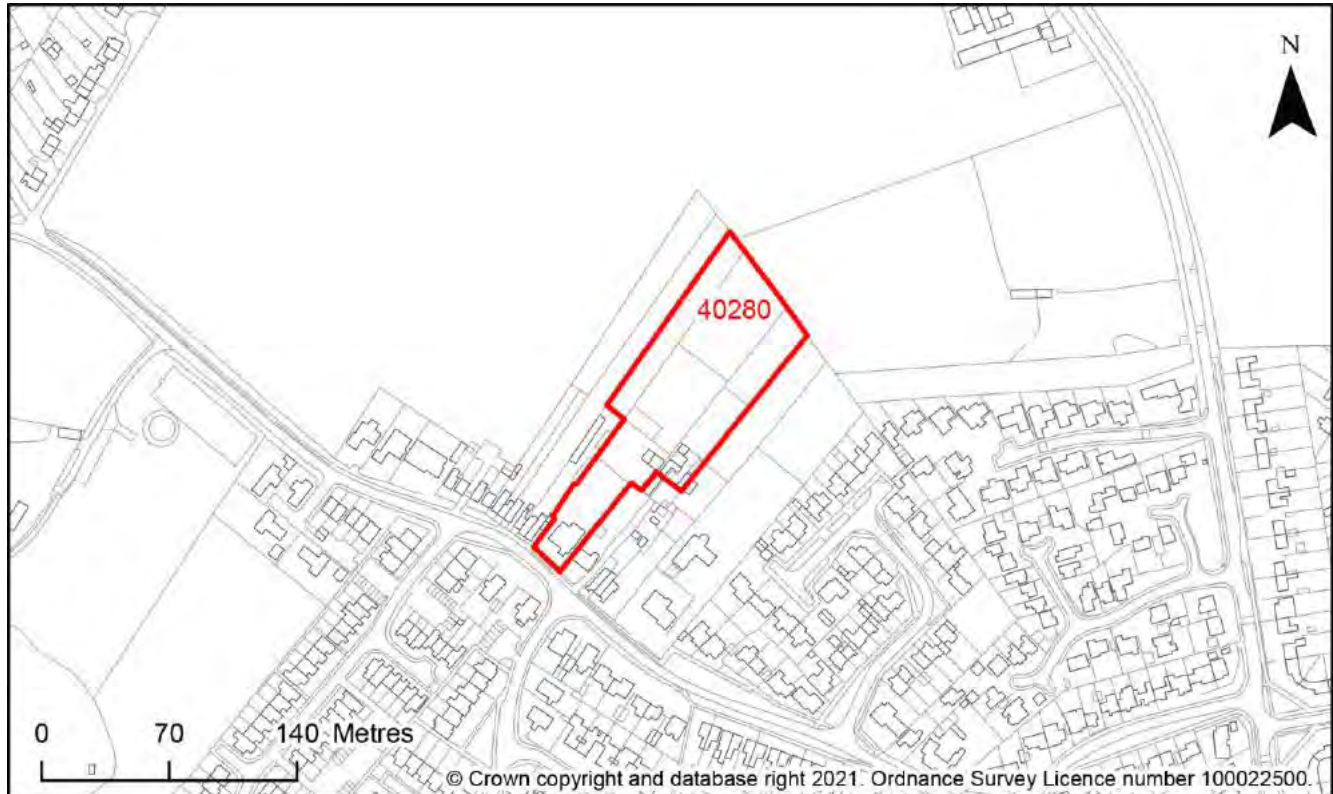 N
40280
0 70 140 Metres
© Crown copyright and database right 2021. Ordnance Survey Licence number 100022500.